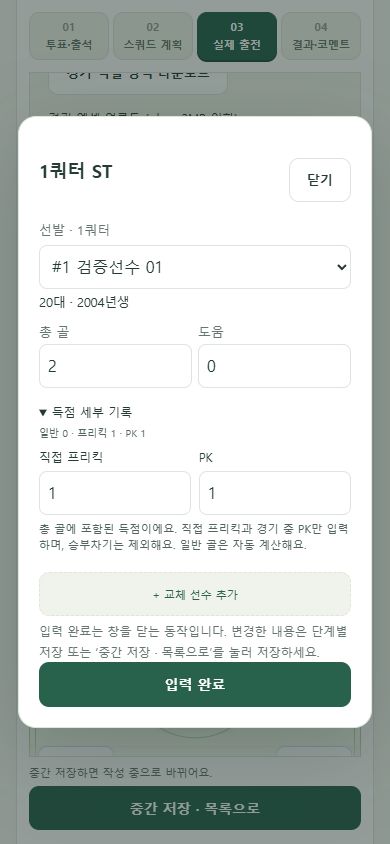 01
투표·출석
02
스쿼드 계획
03
실제 출전
04
결과·코멘트
1쿼터 ST
닫기
선발 · 1쿼터
#1 검증선수 01
20대 · 2004년생
총 골
도움
2
0
▼ 득점 세부 기록
일반 0 · 프리킥 1 · PK 1
직접 프리킥
PK
1
1
총 골에 포함된 득점이에요. 직접 프리킥과 경기 중 PK만 입력
하며, 승부차기는 제외해요. 일반 골은 자동 계산해요.
+ 교체 선수 추가
입력 완료는 창을 닫는 동작입니다. 변경한 내용은 단계별
저장 또는 ‘중간 저장 · 목록으로’를 눌러 저장하세요.
입력 완료
중간 저장하면 작성 중으로 바뀌어요.
중간 저장 · 목록으로